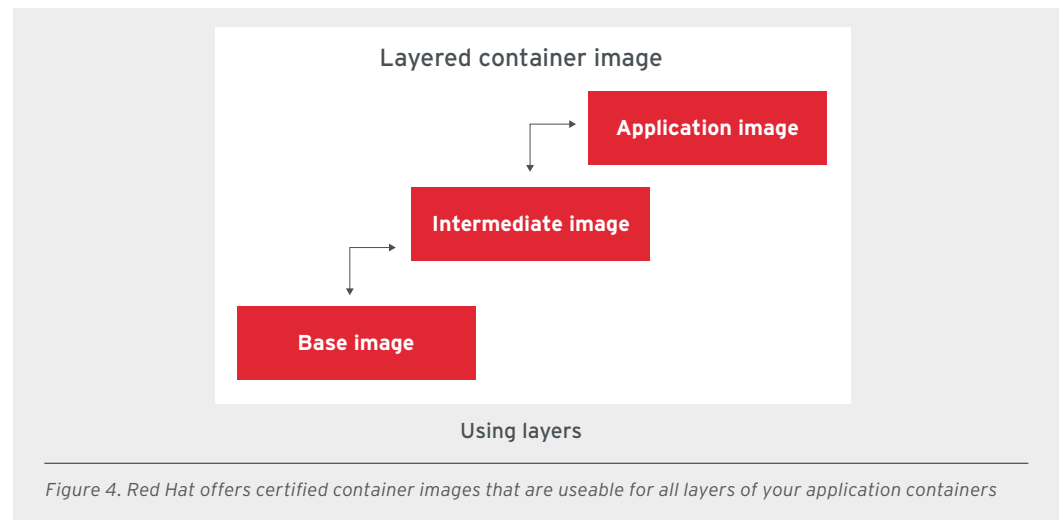 Layered container image
Application image
Intermediate image
Base image
Using layers
Figure 4. Red Hat offers certified container images that are useable for all layers of your application containers